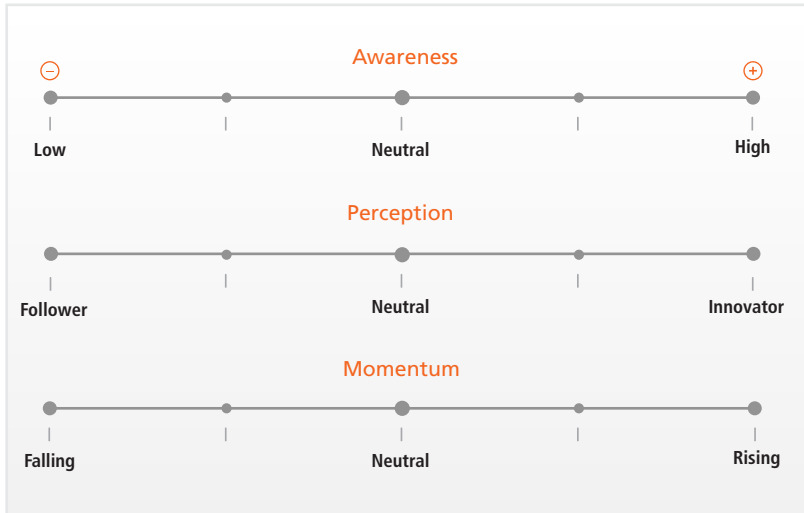 Awareness
− +
Low Neutral High
Perception
Follower Neutral Innovator
Momentum
Falling Neutral Rising